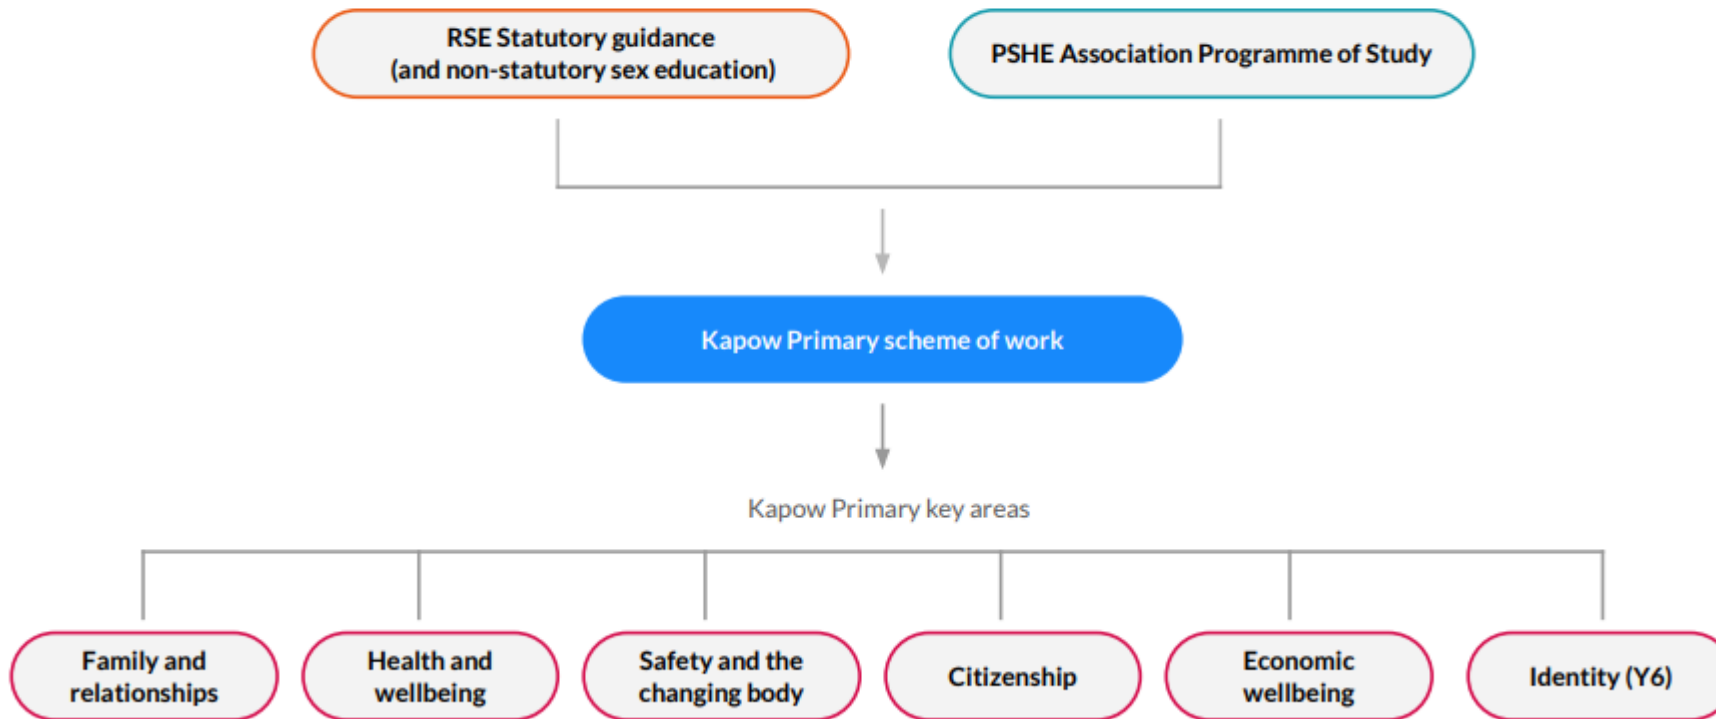 RSE Statutory guidance
(and non-statutory sex education)
PSHE Association Programme of Study
Kapow Primary scheme of work
Kapow Primary key areas
Family and
relationships
Health and
wellbeing
Safety and the
changing body
Citizenship
Economic
wellbeing
Identity (Y6)